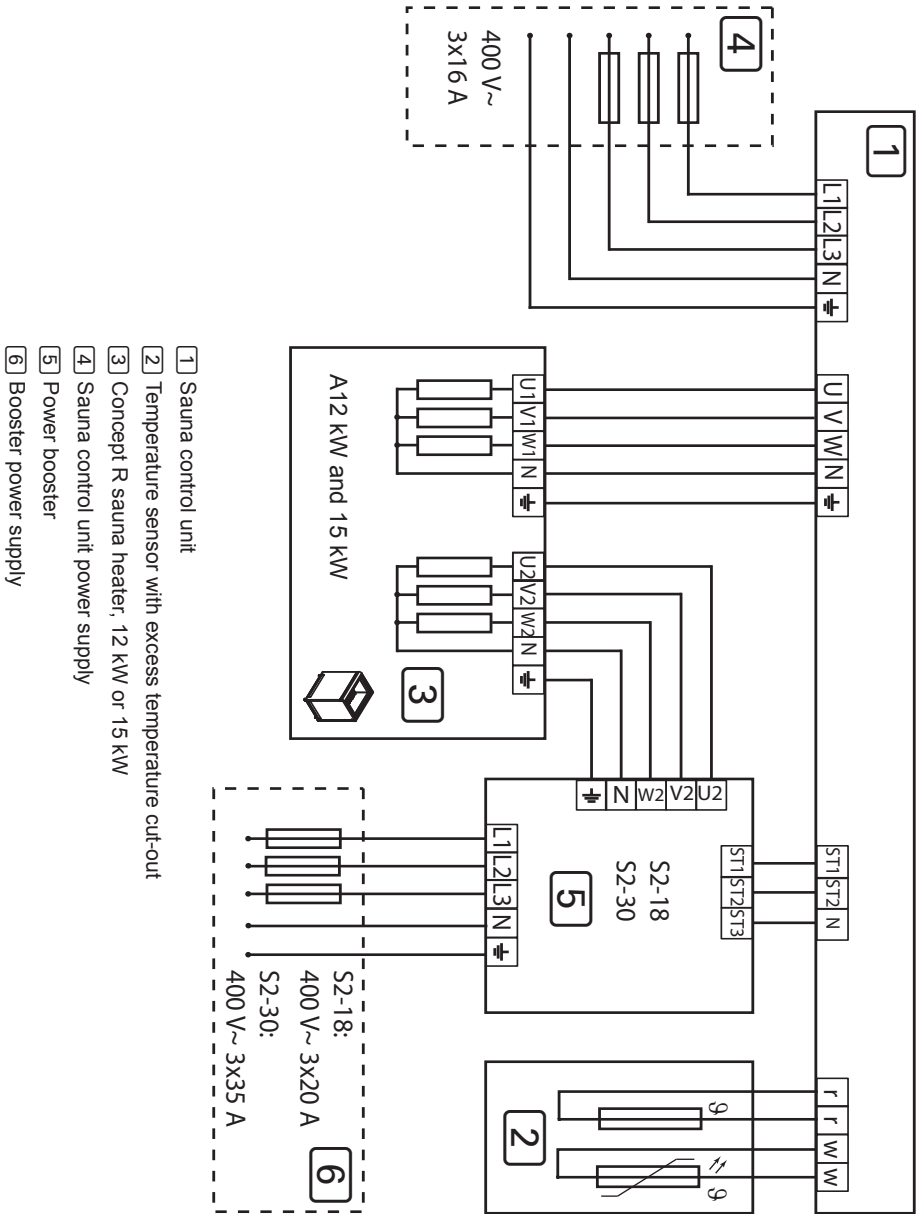 1
L1 L2 L3 N ⏚
U V W N ⏚
ST1 ST2 N
r r w w
4
400 V~
3x16 A
U1 V1 W1 N ⏚
U2 V2 W2 N ⏚
A12 kW and 15 kW
3
⏚ N W2 V2 U2
ST1 ST2 ST3
S2-18
S2-30
5
L1 L2 L3 N ⏚
ϑ
ϑ
2
S2-18:
400 V~ 3x20 A
S2-30:
400 V~ 3x35 A
6
1 Sauna control unit
2 Temperature sensor with excess temperature cut-out
3 Concept R sauna heater, 12 kW or 15 kW
4 Sauna control unit power supply
5 Power booster
6 Booster power supply